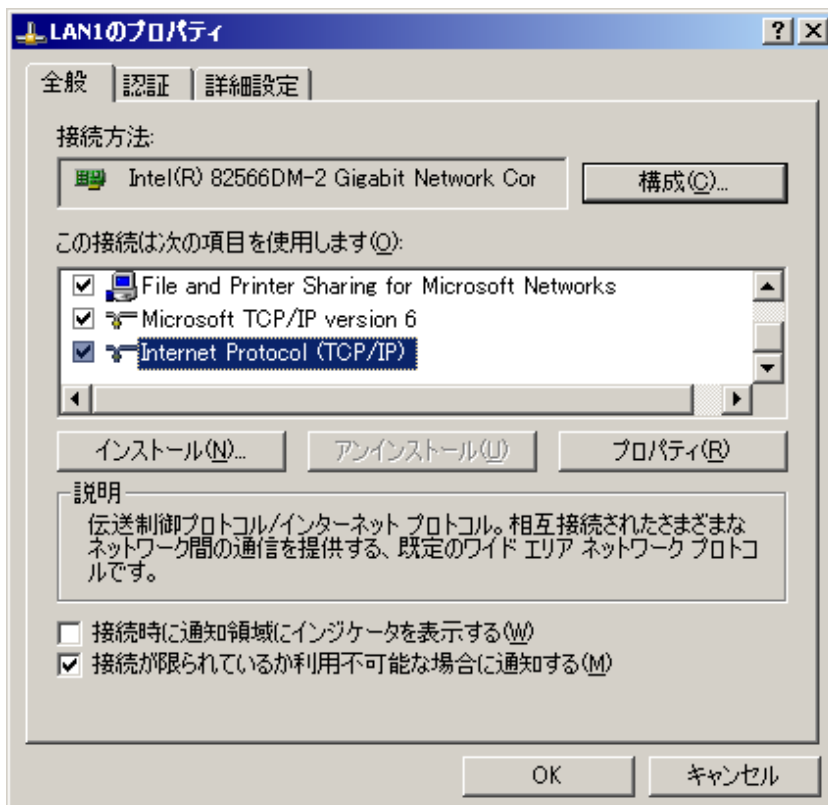 LAN1のプロパティ
全般 認証 詳細設定
接続方法:
Intel(R) 82566DM-2 Gigabit Network Cor
構成(C)...
この接続は次の項目を使用します(O):
File and Printer Sharing for Microsoft Networks
Microsoft TCP/IP version 6
Internet Protocol (TCP/IP)
インストール(N)... アンインストール(U) プロパティ(R)
説明
伝送制御プロトコル/インターネット プロトコル。相互接続されたさまざまな
ネットワーク間の通信を提供する、既定のワイド エリア ネットワーク プロトコ
ルです。
接続時に通知領域にインジケータを表示する(W)
接続が限られているか利用不可能な場合に通知する(M)
OK キャンセル